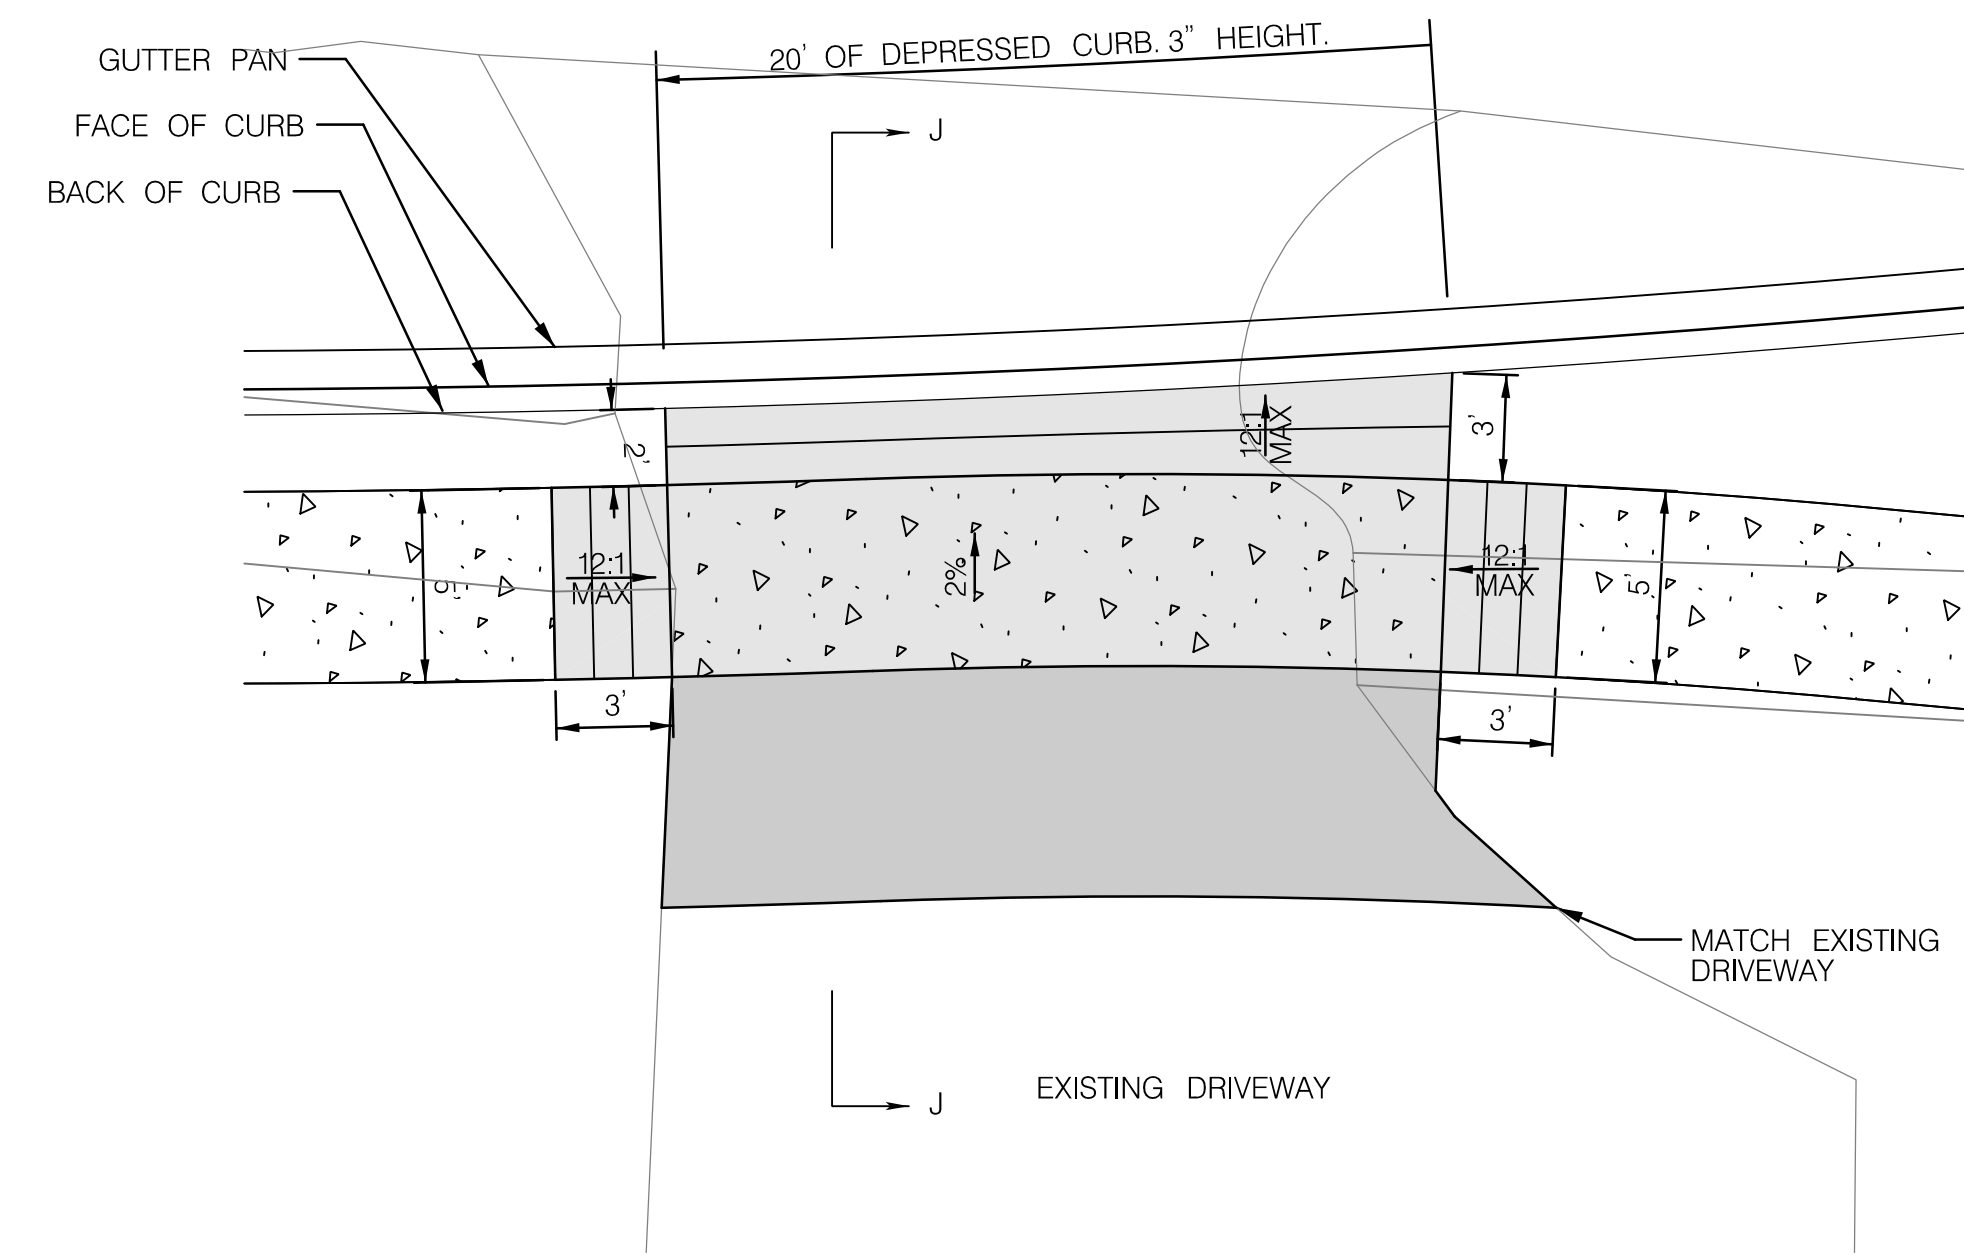 20' OF DEPRESSED CURB. 3" HEIGHT.
GUTTER PAN
FACE OF CURB
BACK OF CURB
J
2'
3'
12:1
MAX
5'
12:1
MAX
2%
12:1
MAX
5'
3'
3'
MATCH EXISTING
DRIVEWAY
EXISTING DRIVEWAY
J